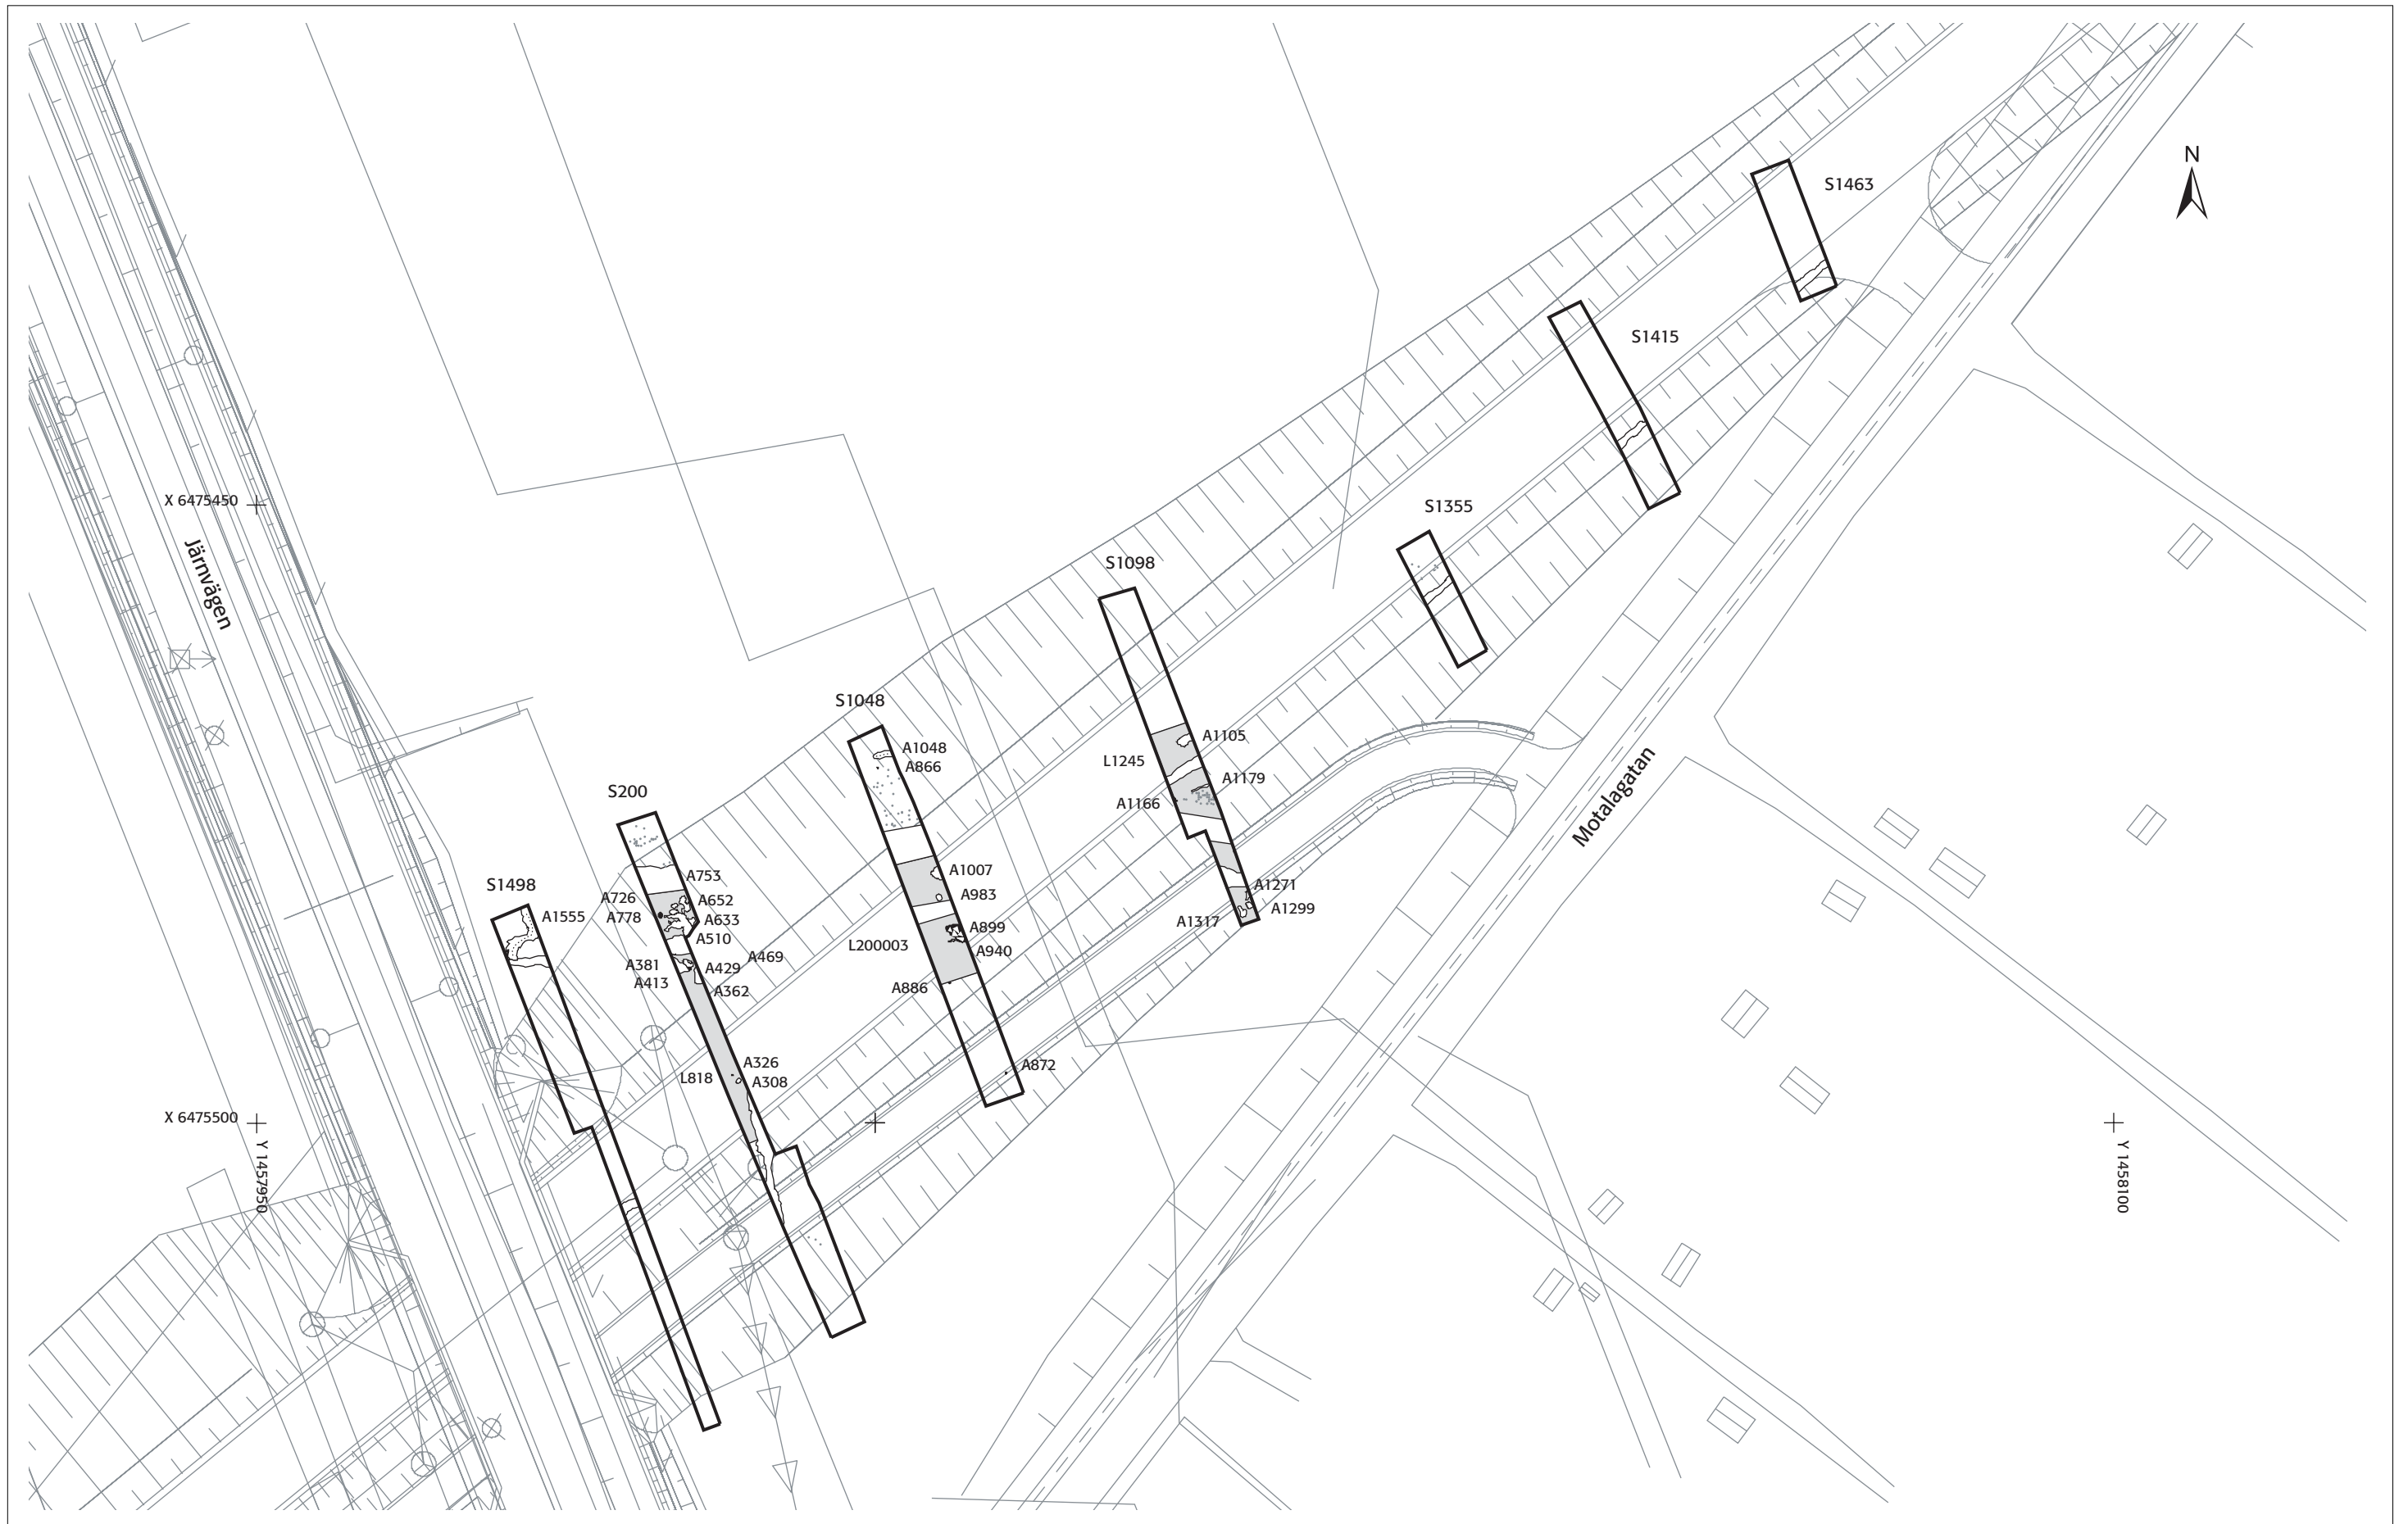 N
S1463
S1415
X 6475450
S1355
Järnvägen
S1098
S1048
A1105
A1048
L1245
A866
A1179
S200
A1166
Motalagatan
A1007
A753
S1498
A1271
A983
A726
A652
A1299
A1555
A778
A633
A1317
A899
A510
L200003
A940
A469
A381
A429
A413
A886
A362
A326
A872
L818
A308
X 6475500
Y 1457950
Y 1458100